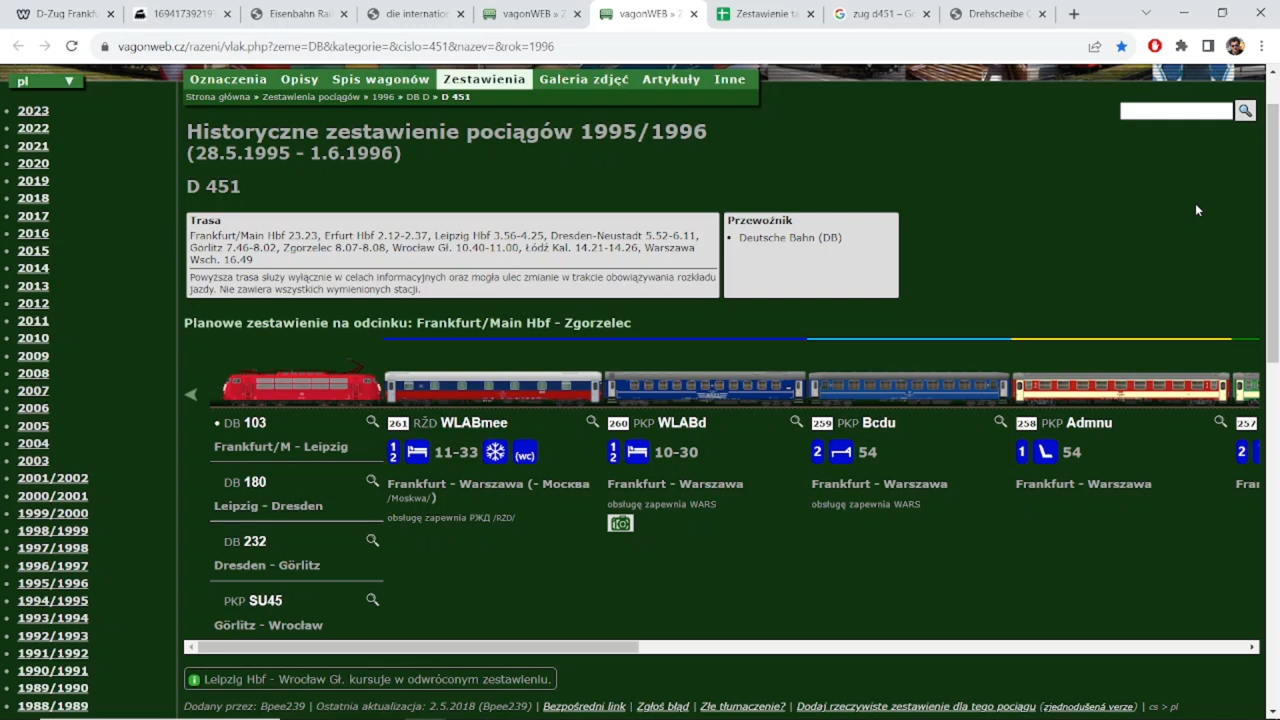 D-Zug Frankf
16941739219
Eisenbahn Rail
die internation
vagonWEB » Z
vagonWEB » Z
Zestawienie ta
zug d451 – Go
Drehscheibe O
vagonweb.cz/razeni/vlak.php?zeme=DB&kategorie=&cislo=451&nazev=&rok=1996
pl ▼
Oznaczenia Opisy Spis wagonów Zestawienia Galeria zdjęć Artykuły Inne
Strona główna » Zestawienia pociągów » 1996 » DB D » D 451
2023
2022
2021
2020
2019
2018
2017
2016
2015
2014
2013
2012
2011
2010
2009
2008
2007
2006
2005
2004
2003
2001/2002
2000/2001
1999/2000
1998/1999
1997/1998
1996/1997
1995/1996
1994/1995
1993/1994
1992/1993
1991/1992
1990/1991
1989/1990
1988/1989
Historyczne zestawienie pociągów 1995/1996
(28.5.1995 - 1.6.1996)
D 451
Trasa
Frankfurt/Main Hbf 23.23, Erfurt Hbf 2.12-2.37, Leipzig Hbf 3.56-4.25, Dresden-Neustadt 5.52-6.11,
Görlitz 7.46-8.02, Zgorzelec 8.07-8.08, Wrocław Gł. 10.40-11.00, Łódź Kal. 14.21-14.26, Warszawa
Wsch. 16.49
Powyższa trasa służy wyłącznie w celach informacyjnych oraz mogła ulec zmianie w trakcie obowiązywania rozkładu
jazdy. Nie zawiera wszystkich wymienionych stacji.
Przewoźnik
Deutsche Bahn (DB)
Planowe zestawienie na odcinku: Frankfurt/Main Hbf - Zgorzelec
• DB 103
Frankfurt/M - Leipzig
DB 180
Leipzig - Dresden
DB 232
Dresden - Görlitz
PKP SU45
Görlitz - Wrocław
261 RŽD WLABmee
1 2 11-33 (wc)
Frankfurt - Warszawa (- Москва
/Moskwa/)
obsługę zapewnia РЖД /RŽD/
260 PKP WLABd
1 2 10-30
Frankfurt - Warszawa
obsługę zapewnia WARS
259 PKP Bcdu
2 54
Frankfurt - Warszawa
obsługę zapewnia WARS
258 PKP Admnu
1 54
Frankfurt - Warszawa
257
2
Fran
Leipzig Hbf - Wrocław Gł. kursuje w odwróconym zestawieniu.
Dodany przez: Bpee239 | Ostatnia aktualizacja: 2.5.2018 (Bpee239) | Bezpośredni link | Zgłoś błąd | Złe tłumaczenie? | Dodaj rzeczywiste zestawienie dla tego pociągu (zjednodušená verze) | cs > pl